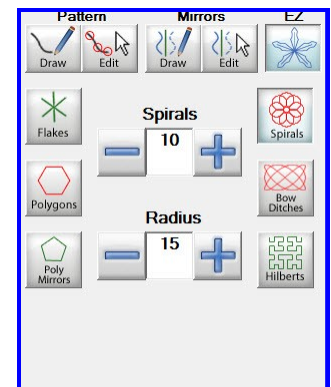 Pattern Mirrors EZ
Draw Edit Draw Edit
Flakes
Spirals
10
Spirals
Polygons
Bow
Ditches
Radius
15
Poly
Mirrors
Hilberts